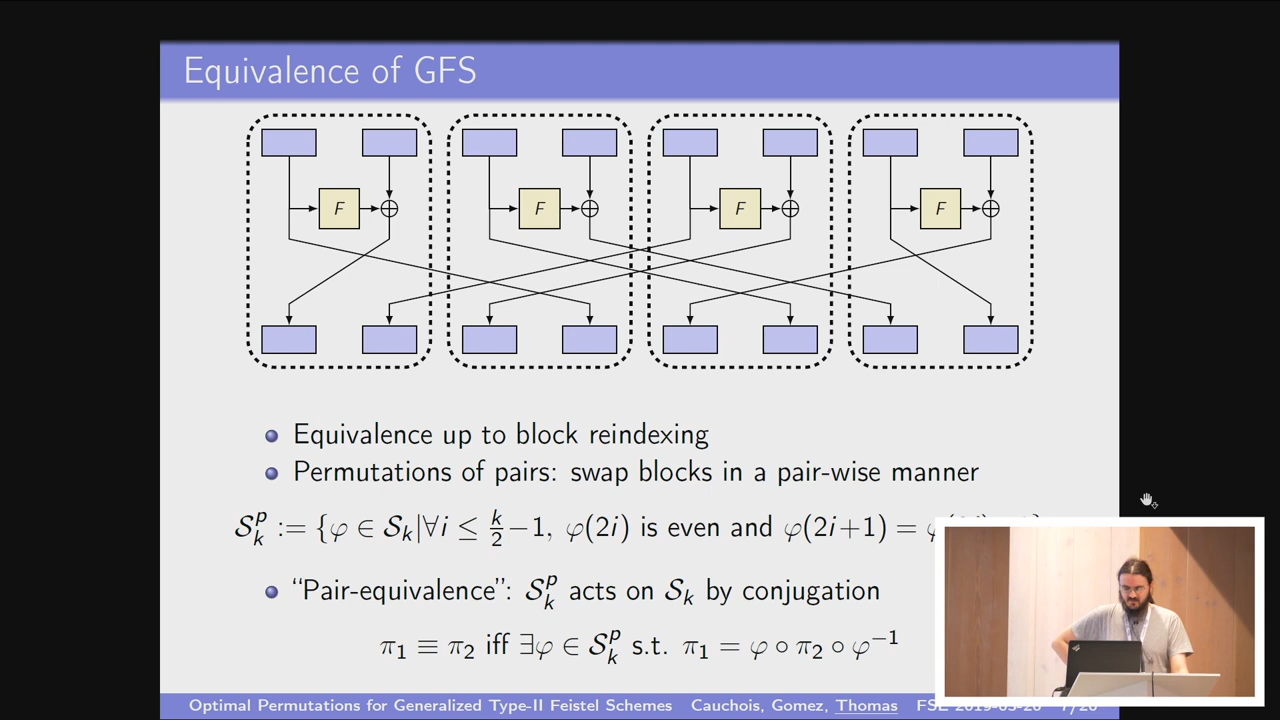 Equivalence of GFS
F F F F
Equivalence up to block reindexing
Permutations of pairs: swap blocks in a pair-wise manner
𝒮ₖᵖ := {φ ∈ 𝒮ₖ|∀i ≤ k/2 −1, φ(2i) is even and φ(2i+1) =
“Pair-equivalence”: 𝒮ₖᵖ acts on 𝒮ₖ by conjugation
π₁ ≡ π₂ iff ∃φ ∈ 𝒮ₖᵖ s.t. π₁ = φ ∘ π₂ ∘ φ⁻¹
Optimal Permutations for Generalized Type-II Feistel Schemes Cauchois, Gomez, Thomas FSE